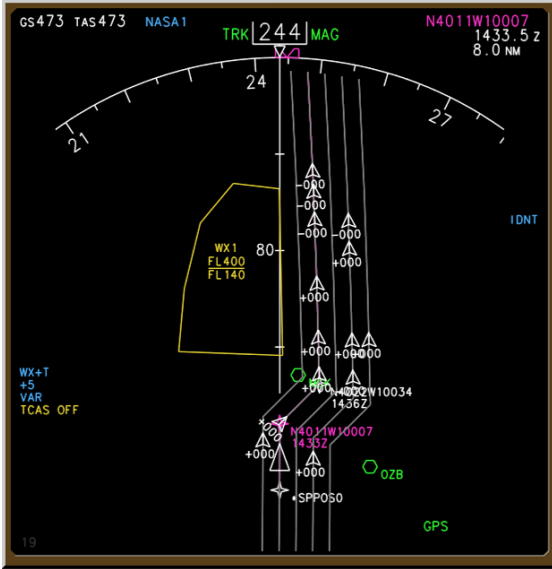 GS473 TAS473 NASA1
TRK 244 MAG
N4011W10007
1433.5 Z
8.0 NM
24
21
27
-000
-000
-000
-000
+000
80
IDNT
WX1
FL400
FL140
+000
+000
+000
+000
WX+T
+5
VAR
TCAS OFF
+000
N4022W10034
1436Z
N4011W10007
1433Z
+000
+000
OZB
*SPPOS0
GPS
19